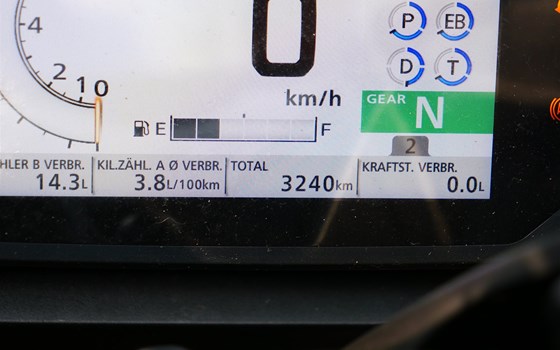 4
2
1
0
0
P
EB
D
T
km/h
GEAR
N
E
F
2
HLER B VERBR.
14.3L
KIL.ZÄHL. A Ø VERBR.
3.8L/100km
TOTAL
3240km
KRAFTST. VERBR.
0.0L